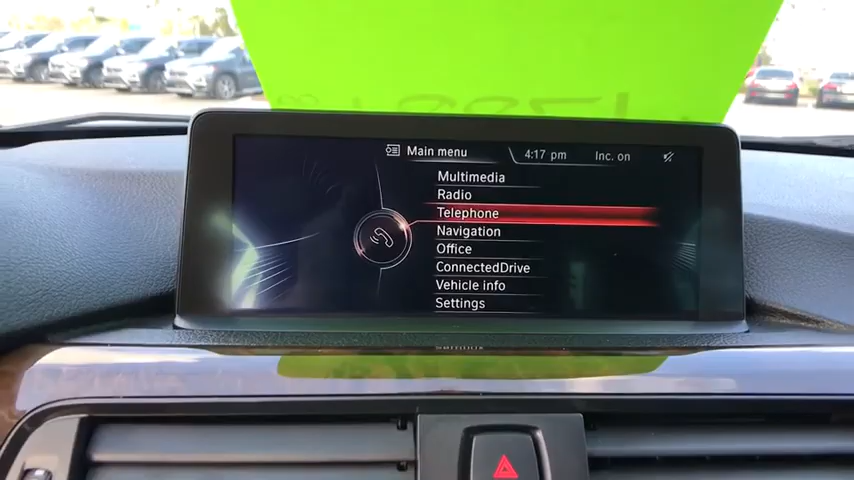 Main menu
4:17 pm
Inc. on
Multimedia
Radio
Telephone
Navigation
Office
ConnectedDrive
Vehicle info
Settings